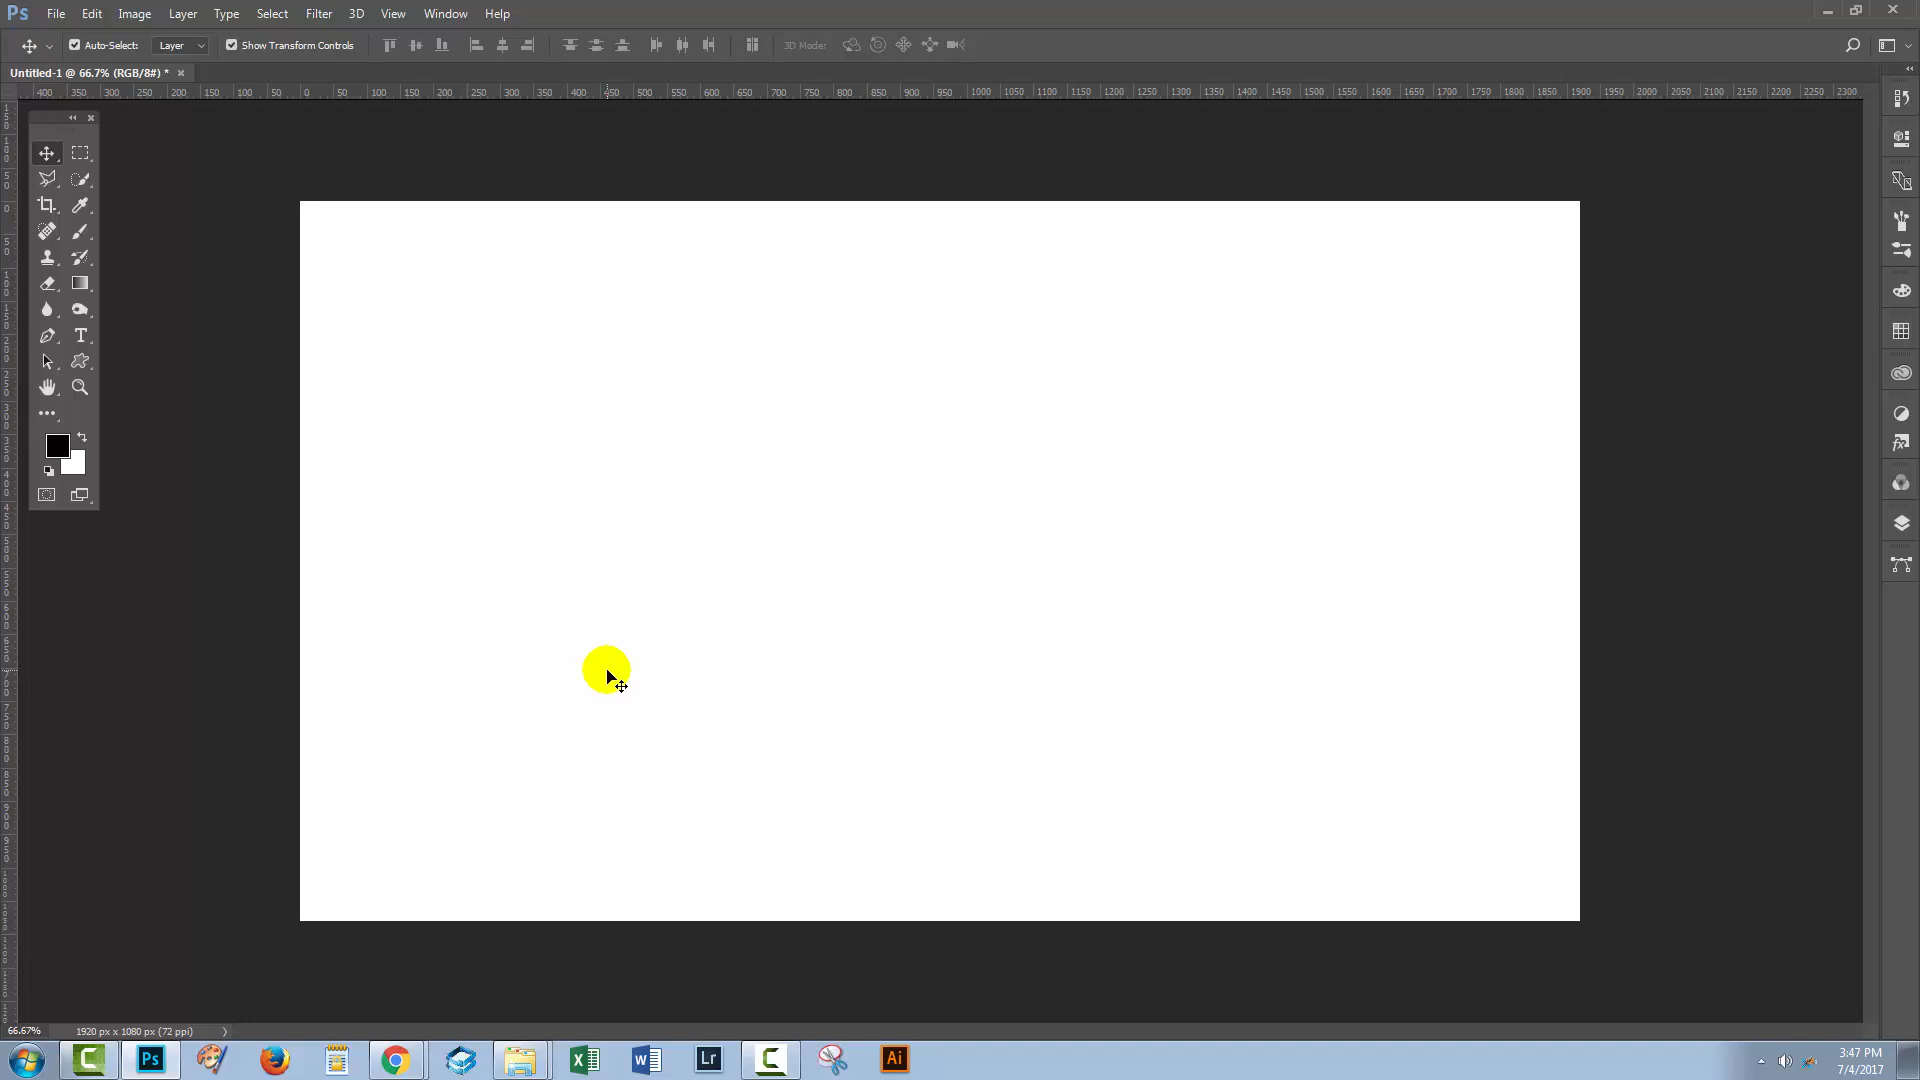 Ps File Edit Image Layer Type Select Filter 3D View Window Help
Auto-Select: Layer Show Transform Controls 3D Mode:
Untitled-1 @ 66.7% (RGB/8#) *
400 350 300 250 200 150 100 50 0 50 100 150 200 250 300 350 400 450 500 550 600 650 700 750 800 850 900 950 1000 1050 1100 1150 1200 1250 1300 1350 1400 1450 1500 1550 1600 1650 1700 1750 1800 1850 1900 1950 2000 2050 2100 2150 2200 2250 2300
T
fx
66.67% 1920 px x 1080 px (72 ppi)
C Ps X W Lr C Ai
3:47 PM
7/4/2017